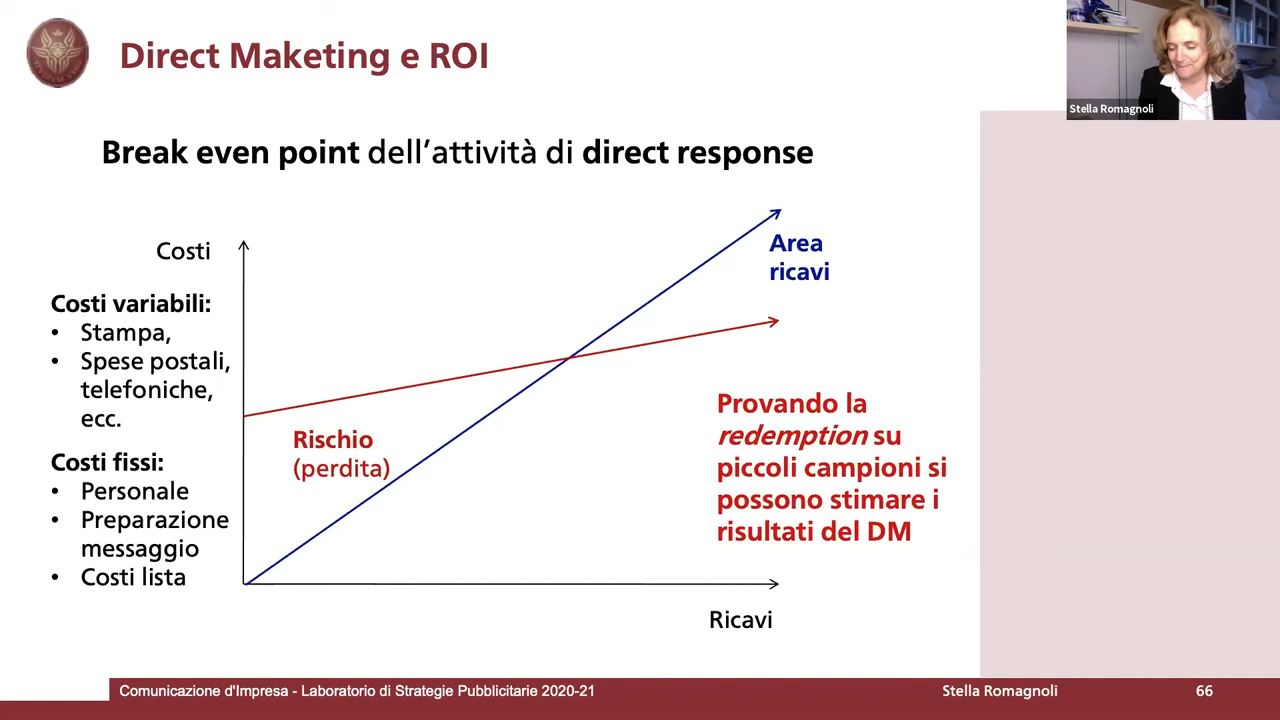 Direct Maketing e ROI
Stella Romagnoli
Break even point dell’attività di direct response
Costi
Costi variabili:
• Stampa,
• Spese postali,
telefoniche,
ecc.
Costi fissi:
• Personale
• Preparazione
messaggio
• Costi lista
Area
ricavi
Rischio
(perdita)
Provando la
redemption su
piccoli campioni si
possono stimare i
risultati del DM
Ricavi
Comunicazione d'Impresa - Laboratorio di Strategie Pubblicitarie 2020-21
Stella Romagnoli
66